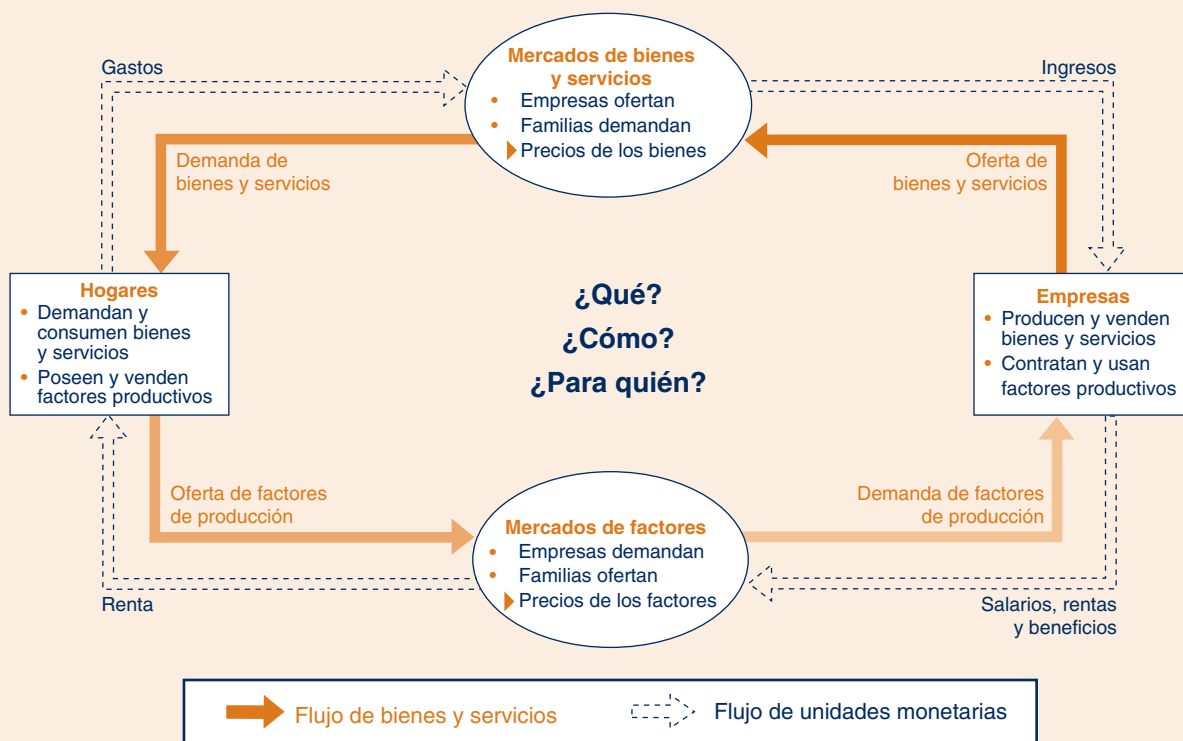 Gastos
Mercados de bienes
y servicios
• Empresas ofertan
• Familias demandan
Precios de los bienes
Ingresos
Demanda de
bienes y servicios
Oferta de
bienes y servicios
Hogares
• Demandan y
consumen bienes
y servicios
• Poseen y venden
factores productivos
¿Qué?
¿Cómo?
¿Para quién?
Empresas
• Producen y venden
bienes y servicios
• Contratan y usan
factores productivos
Oferta de factores
de producción
Mercados de factores
• Empresas demandan
• Familias ofertan
Precios de los factores
Demanda de factores
de producción
Renta
Salarios, rentas
y beneficios
Flujo de bienes y servicios
Flujo de unidades monetarias